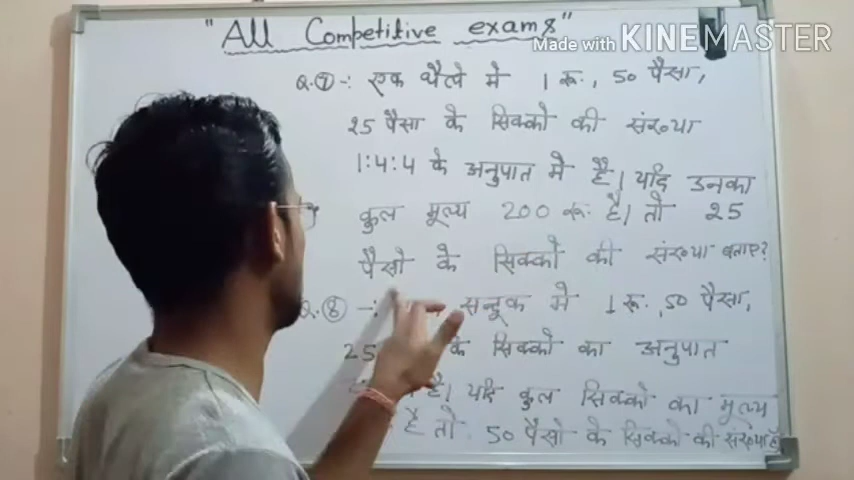 "All Competitive exams"
Made with KINEMASTER
Q.7 -: एक थैले मे 1 रू., 50 पैसा,
25 पैसा के सिक्को की संख्या
1:4:4 के अनुपात मे है। यदि उनका
कुल मूल्य 200 रू. है। तो 25
पैसो के सिक्को की संख्या बताए?
Q.8 -: सन्दूक मे 1 रू., 50 पैसा,
25 के सिक्को का अनुपात
है। यदि कुल सिक्को का मूल्य
है तो 50 पैसो के सिक्को की संख्या